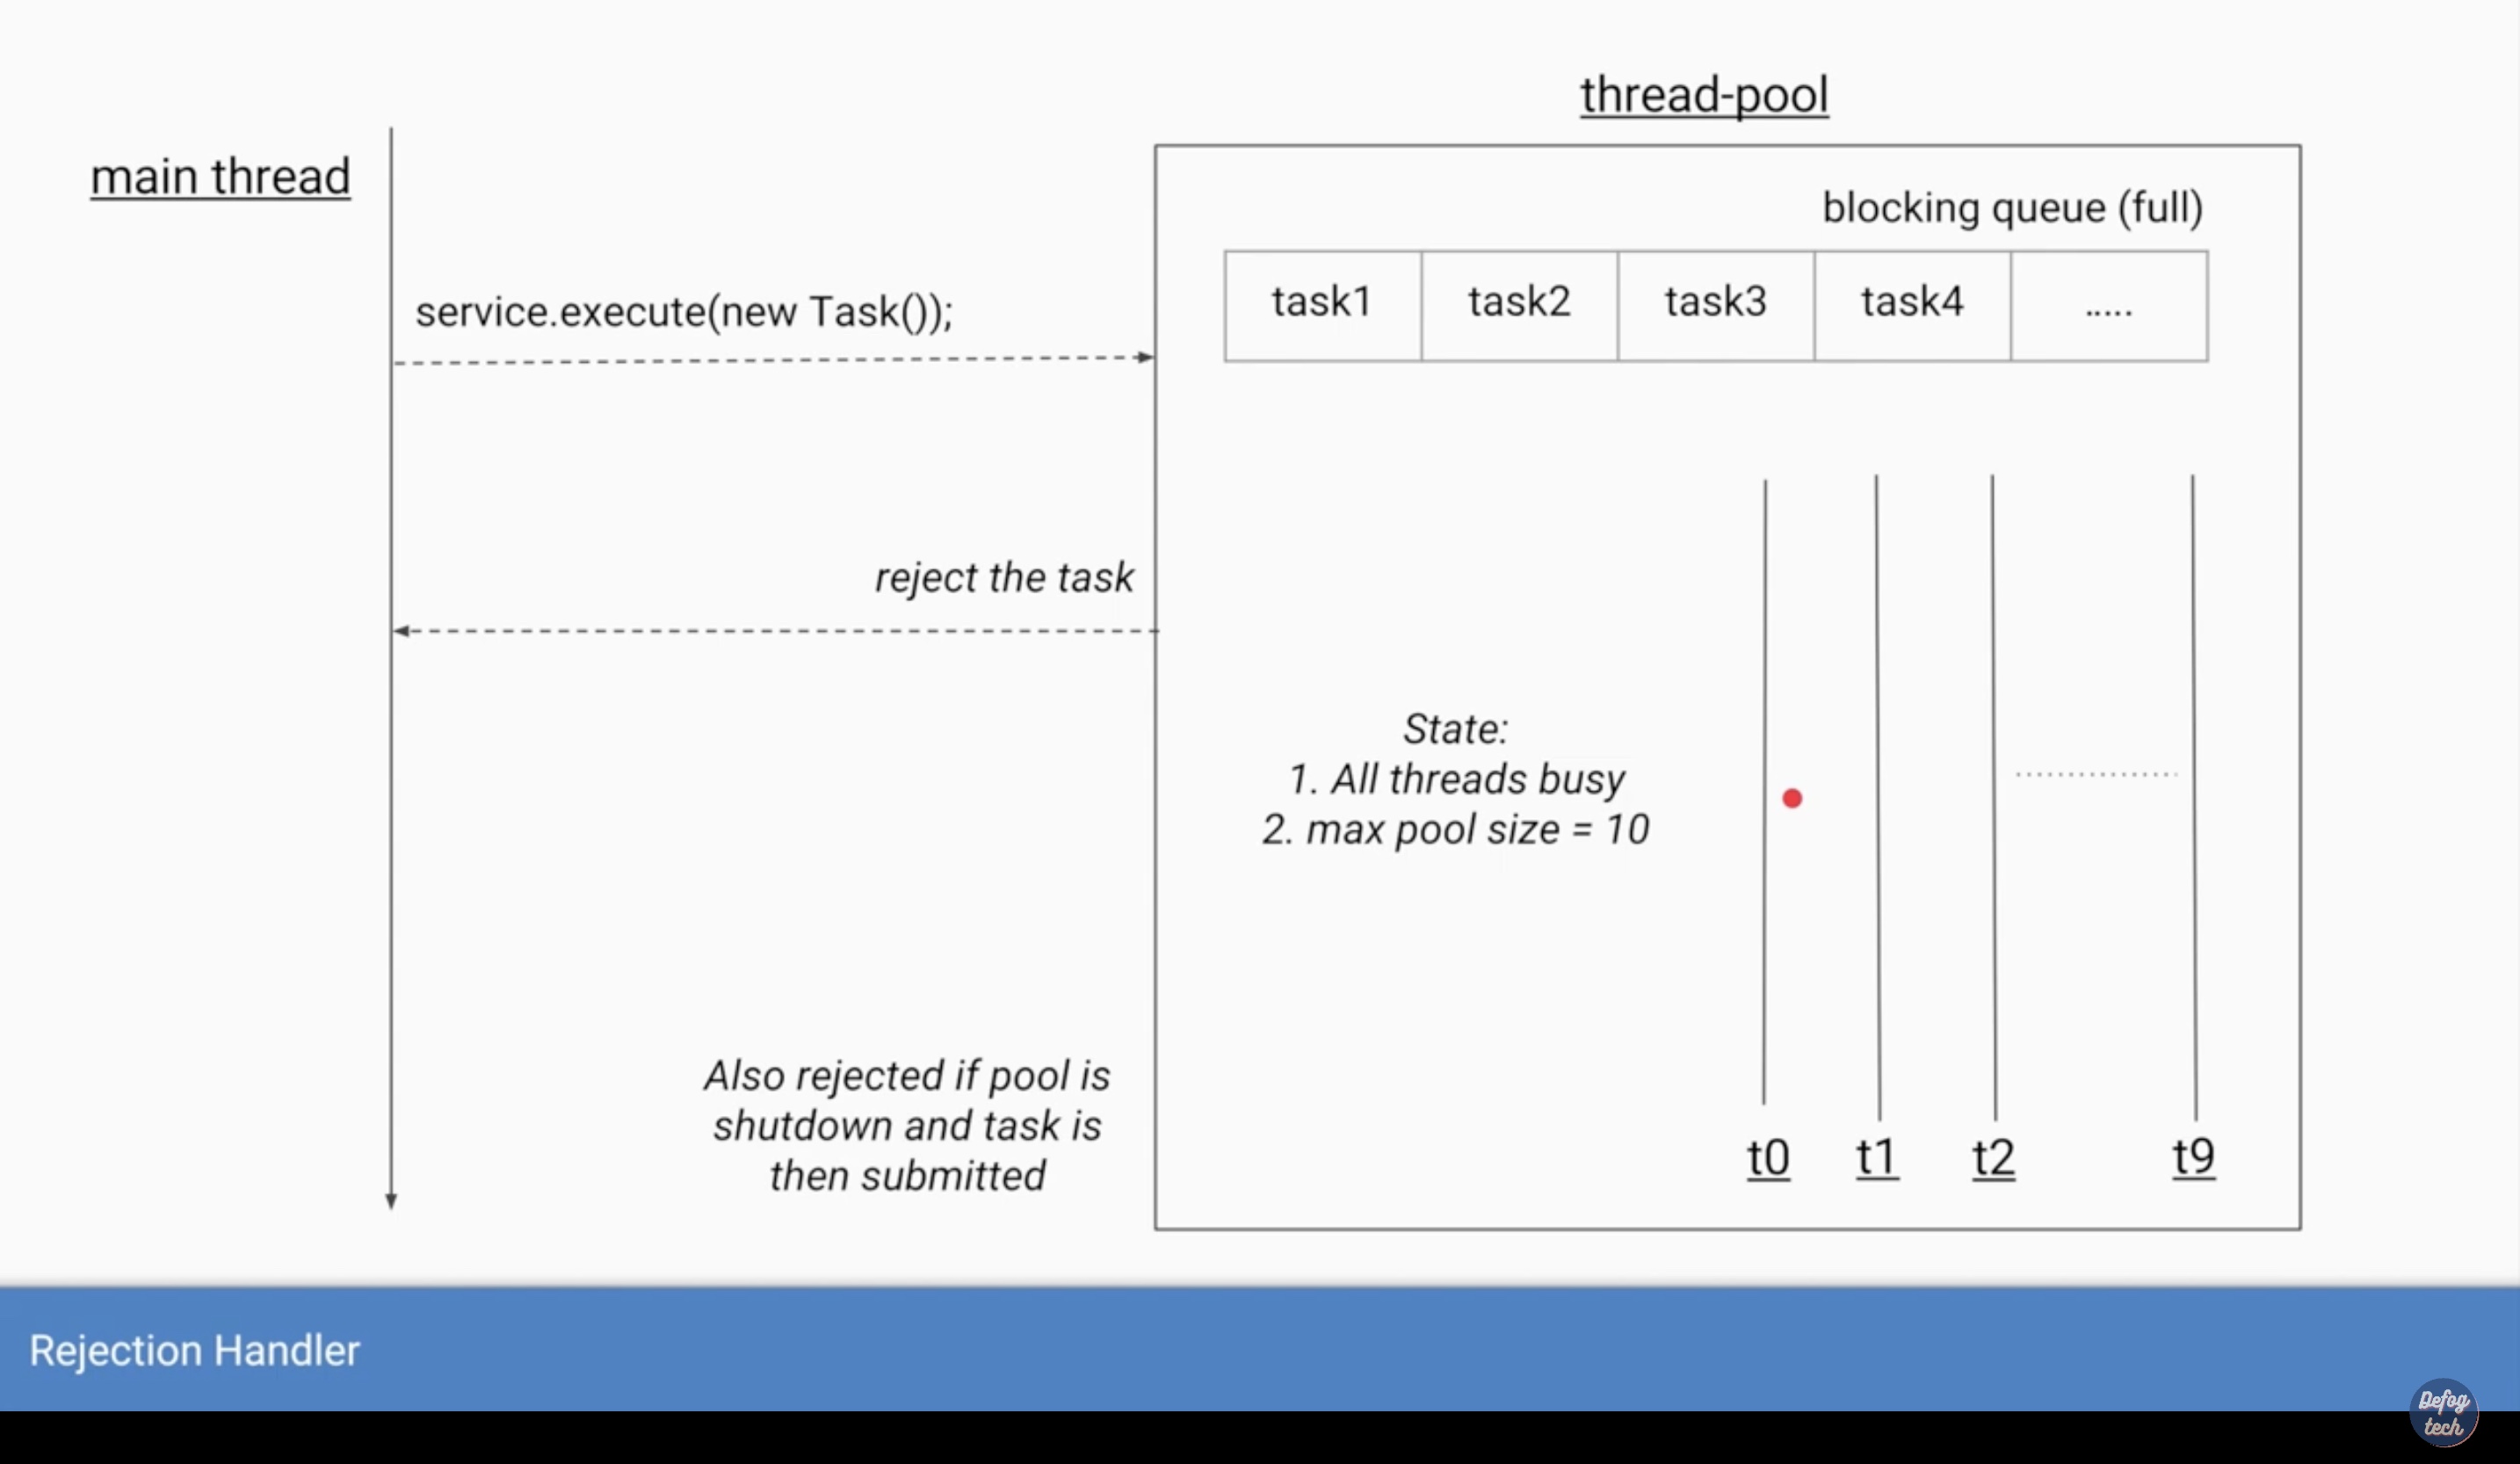 thread-pool
main thread
blocking queue (full)
task1 task2 task3 task4 .....
service.execute(new Task());
reject the task
State:
1. All threads busy
2. max pool size = 10
Also rejected if pool is
shutdown and task is
then submitted
t0 t1 t2 t9
Rejection Handler
Defog
tech